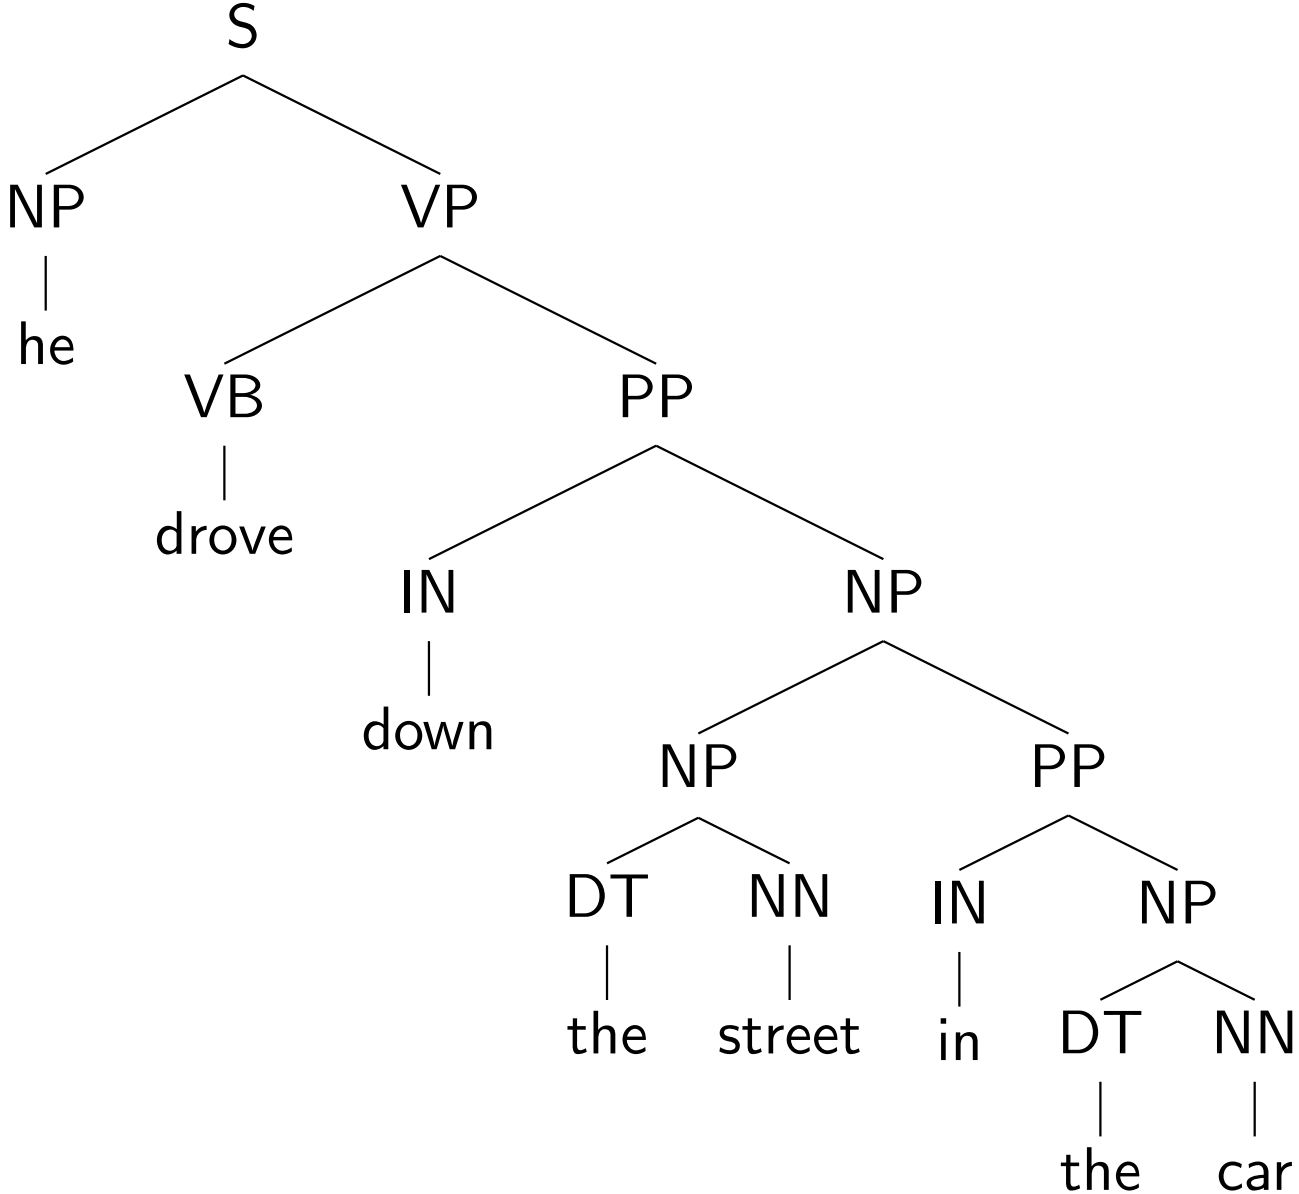 S
NP VP
he
VB PP
drove
IN NP
down
NP PP
DT NN IN NP
the street in DT NN
the car